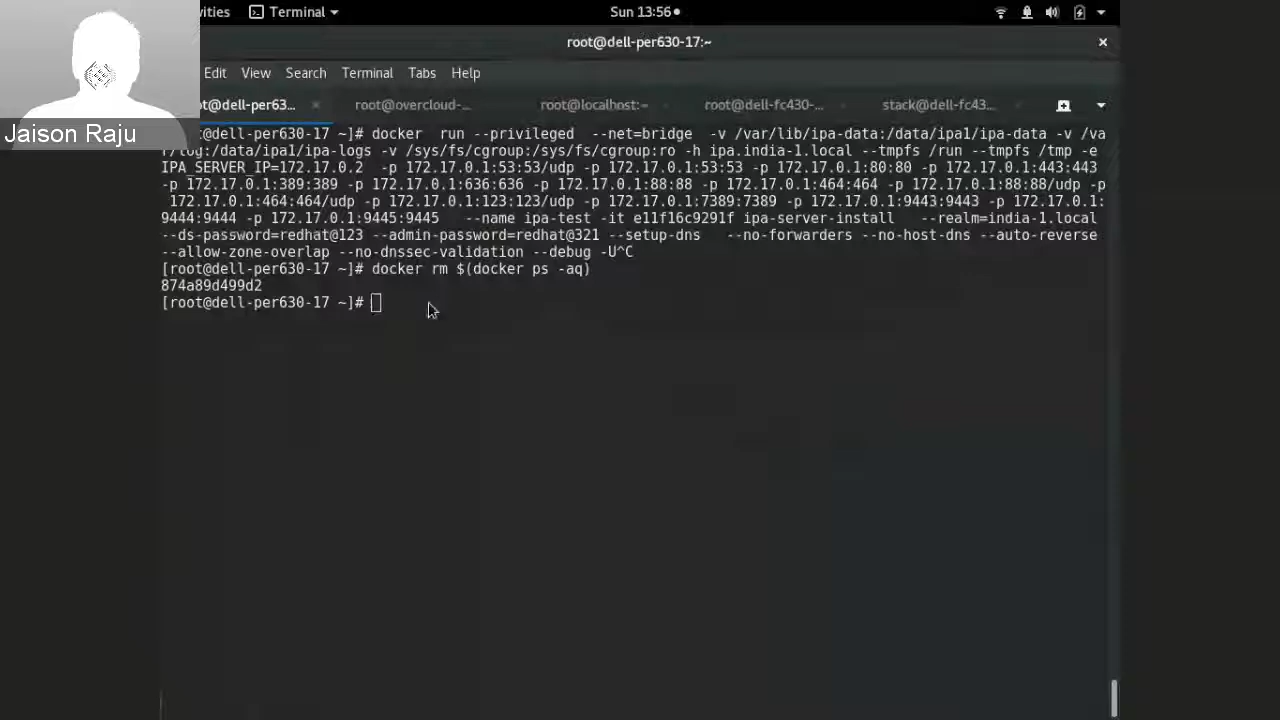 vities Terminal Sun 13:56
root@dell-per630-17:~ ×
Edit View Search Terminal Tabs Help
t@dell-per63... × root@overcloud-... root@localhost:~ root@dell-fc430-... stack@dell-fc43...
Jaison Raju
@dell-per630-17 ~]# docker  run --privileged  --net=bridge  -v /var/lib/ipa-data:/data/ipa1/ipa-data -v /va
r/log:/data/ipa1/ipa-logs -v /sys/fs/cgroup:/sys/fs/cgroup:ro -h ipa.india-1.local --tmpfs /run --tmpfs /tmp -e
IPA_SERVER_IP=172.17.0.2  -p 172.17.0.1:53:53/udp -p 172.17.0.1:53:53 -p 172.17.0.1:80:80 -p 172.17.0.1:443:443
-p 172.17.0.1:389:389 -p 172.17.0.1:636:636 -p 172.17.0.1:88:88 -p 172.17.0.1:464:464 -p 172.17.0.1:88:88/udp -p
172.17.0.1:464:464/udp -p 172.17.0.1:123:123/udp -p 172.17.0.1:7389:7389 -p 172.17.0.1:9443:9443 -p 172.17.0.1:
9444:9444 -p 172.17.0.1:9445:9445   --name ipa-test -it e11f16c9291f ipa-server-install   --realm=india-1.local
--ds-password=redhat@123 --admin-password=redhat@321 --setup-dns   --no-forwarders --no-host-dns --auto-reverse
--allow-zone-overlap --no-dnssec-validation --debug -U^C
[root@dell-per630-17 ~]# docker rm $(docker ps -aq)
874a89d499d2
[root@dell-per630-17 ~]#